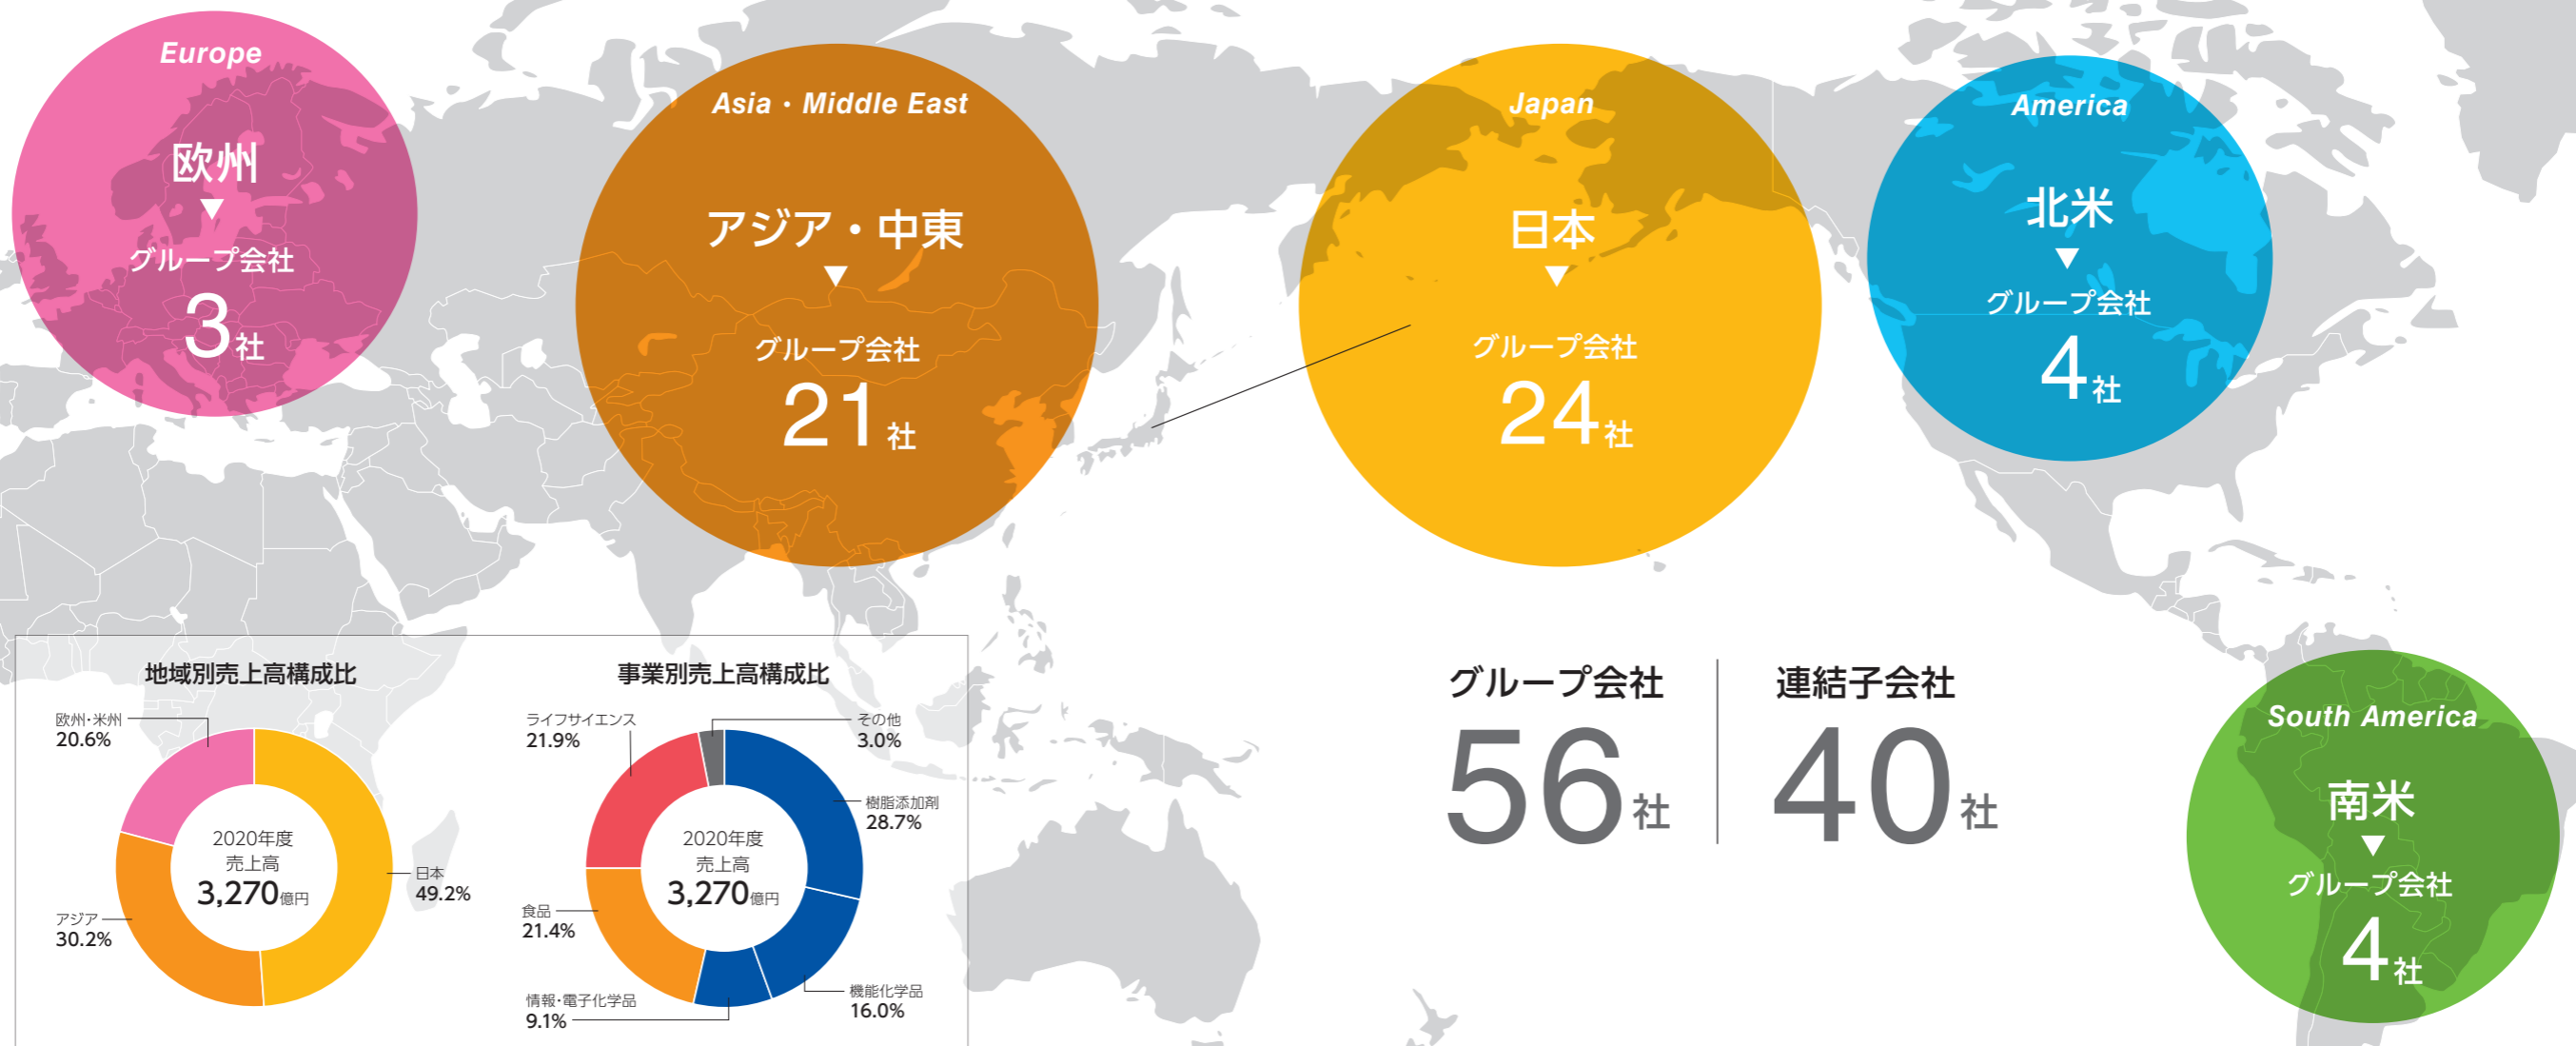 Europe
欧州
▼
グループ会社
3社
Asia・Middle East
アジア・中東
▼
グループ会社
21社
Japan
日本
▼
グループ会社
24社
America
北米
▼
グループ会社
4社
South America
南米
▼
グループ会社
4社
グループ会社
56社
連結子会社
40社
地域別売上高構成比
欧州・米州
20.6%
日本
49.2%
アジア
30.2%
2020年度
売上高
3,270億円
事業別売上高構成比
ライフサイエンス
21.9%
その他
3.0%
樹脂添加剤
28.7%
機能化学品
16.0%
情報・電子化学品
9.1%
食品
21.4%
2020年度
売上高
3,270億円